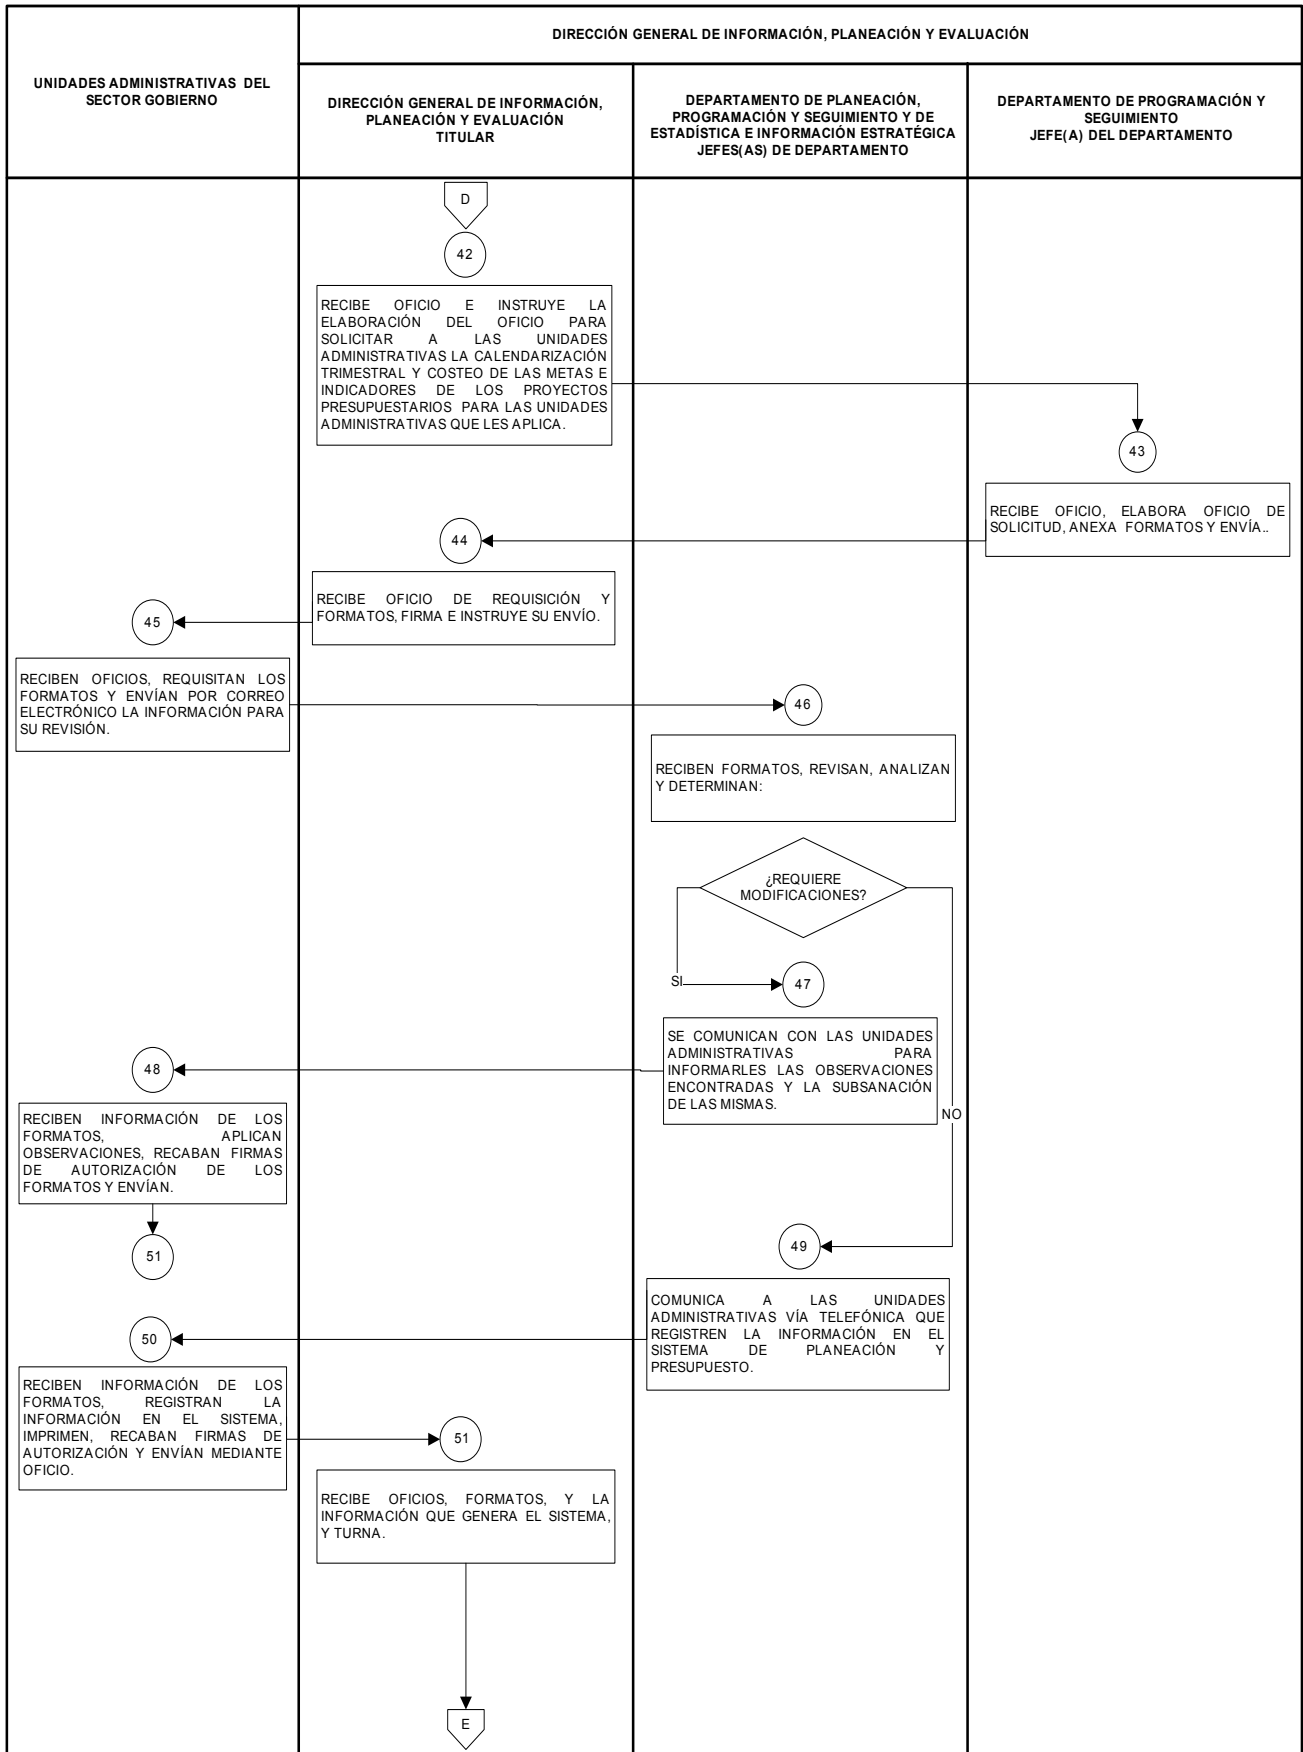 DIRECCIÓN GENERAL DE INFORMACIÓN, PLANEACIÓN Y EVALUACIÓN
UNIDADES ADMINISTRATIVAS DEL
SECTOR GOBIERNO
DIRECCIÓN GENERAL DE INFORMACIÓN,
PLANEACIÓN Y EVALUACIÓN
TITULAR
DEPARTAMENTO DE PLANEACIÓN,
PROGRAMACIÓN Y SEGUIMIENTO Y DE
ESTADÍSTICA E INFORMACIÓN ESTRATÉGICA
JEFES(AS) DE DEPARTAMENTO
DEPARTAMENTO DE PROGRAMACIÓN Y
SEGUIMIENTO
JEFE(A) DEL DEPARTAMENTO
D
42
RECIBE OFICIO E INSTRUYE LA
ELABORACIÓN DEL OFICIO PARA
SOLICITAR A LAS UNIDADES
ADMINISTRATIVAS LA CALENDARIZACIÓN
TRIMESTRAL Y COSTEO DE LAS METAS E
INDICADORES DE LOS PROYECTOS
PRESUPUESTARIOS PARA LAS UNIDADES
ADMINISTRATIVAS QUE LES APLICA.
43
RECIBE OFICIO, ELABORA OFICIO DE
SOLICITUD, ANEXA FORMATOS Y ENVÍA..
44
RECIBE OFICIO DE REQUISICIÓN Y
FORMATOS, FIRMA E INSTRUYE SU ENVÍO.
45
RECIBEN OFICIOS, REQUISITAN LOS
FORMATOS Y ENVÍAN POR CORREO
ELECTRÓNICO LA INFORMACIÓN PARA
SU REVISIÓN.
46
RECIBEN FORMATOS, REVISAN, ANALIZAN
Y DETERMINAN:
¿REQUIERE
MODIFICACIONES?
SI
47
SE COMUNICAN CON LAS UNIDADES
ADMINISTRATIVAS PARA
INFORMARLES LAS OBSERVACIONES
ENCONTRADAS Y LA SUBSANACIÓN
DE LAS MISMAS.
NO
48
RECIBEN INFORMACIÓN DE LOS
FORMATOS, APLICAN
OBSERVACIONES, RECABAN FIRMAS
DE AUTORIZACIÓN DE LOS
FORMATOS Y ENVÍAN.
51
49
COMUNICA A LAS UNIDADES
ADMINISTRATIVAS VÍA TELEFÓNICA QUE
REGISTREN LA INFORMACIÓN EN EL
SISTEMA DE PLANEACIÓN Y
PRESUPUESTO.
50
RECIBEN INFORMACIÓN DE LOS
FORMATOS, REGISTRAN LA
INFORMACIÓN EN EL SISTEMA,
IMPRIMEN, RECABAN FIRMAS DE
AUTORIZACIÓN Y ENVÍAN MEDIANTE
OFICIO.
51
RECIBE OFICIOS, FORMATOS, Y LA
INFORMACIÓN QUE GENERA EL SISTEMA,
Y TURNA.
E